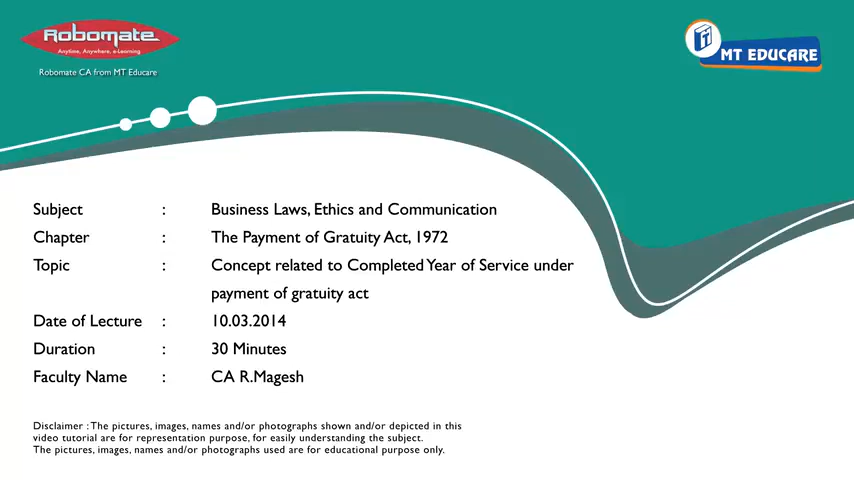 Robomate
Anytime, Anywhere, e-Learning
Robomate CA from MT Educare
MT EDUCARE
Subject : Business Laws, Ethics and Communication
Chapter : The Payment of Gratuity Act, 1972
Topic : Concept related to Completed Year of Service under
payment of gratuity act
Date of Lecture : 10.03.2014
Duration : 30 Minutes
Faculty Name : CA R.Magesh
Disclaimer : The pictures, images, names and/or photographs shown and/or depicted in this
video tutorial are for representation purpose, for easily understanding the subject.
The pictures, images, names and/or photographs used are for educational purpose only.